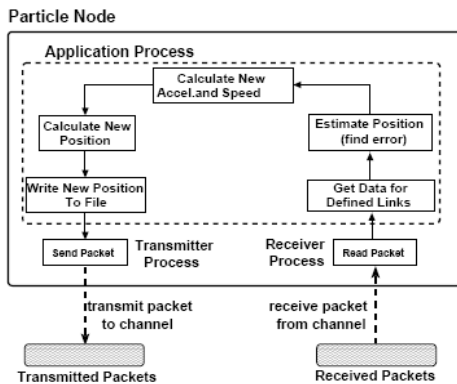 Particle Node
Application Process
Calculate New
Accel.and Speed
Calculate New
Position
Estimate Position
(find error)
Write New Position
To File
Get Data for
Defined Links
Send Packet
Transmitter
Process
Receiver
Process
Read Packet
transmit packet
to channel
receive packet
from channel
Transmitted Packets
Received Packets